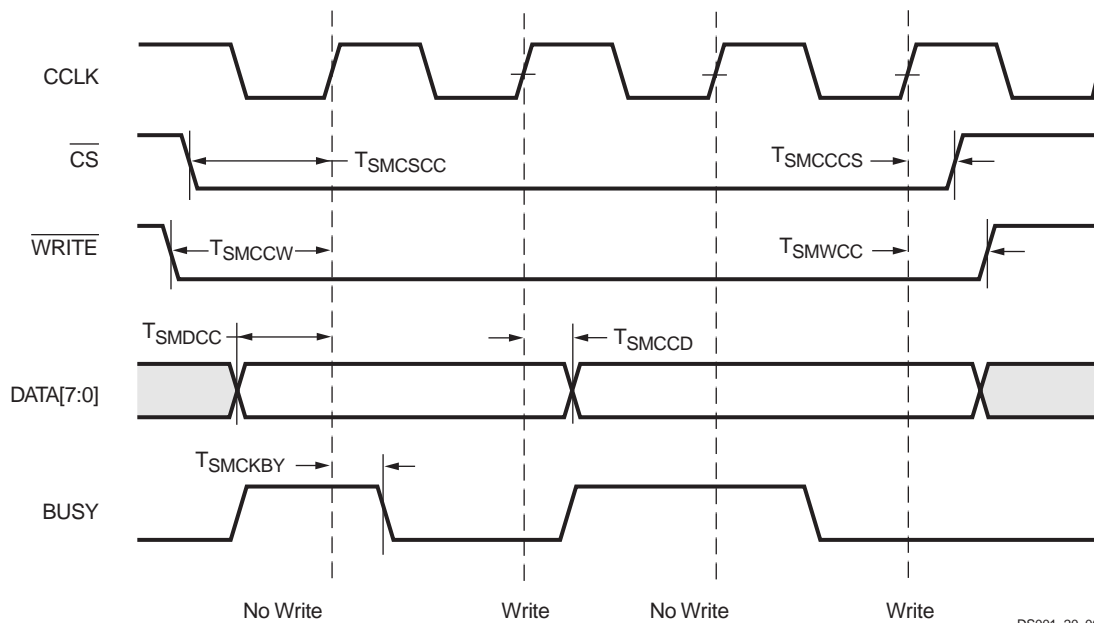 CCLK
CS
TSMCSCC
TSMCCCS
WRITE
TSMCCW
TSMWCC
TSMDCC
TSMCCD
DATA[7:0]
TSMCKBY
BUSY
No Write
Write
No Write
Write